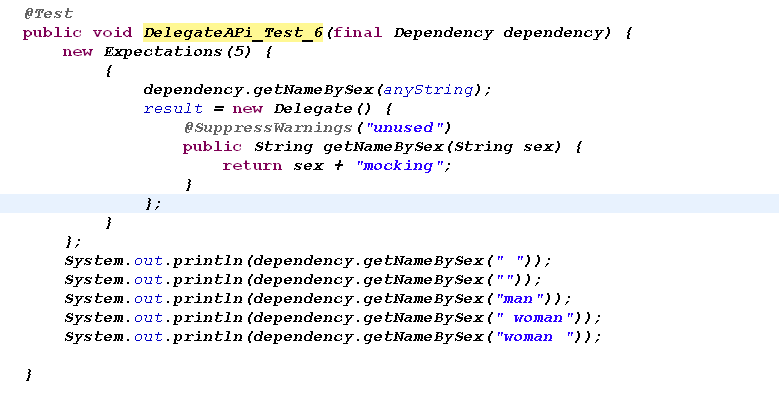 @Test
public void DelegateAPi_Test_6(final Dependency dependency) {
new Expectations(5) {
{
dependency.getNameBySex(anyString);
result = new Delegate() {
@SuppressWarnings("unused")
public String getNameBySex(String sex) {
return sex + "mocking";
}
};
}
};
System.out.println(dependency.getNameBySex(" "));
System.out.println(dependency.getNameBySex(""));
System.out.println(dependency.getNameBySex("man"));
System.out.println(dependency.getNameBySex(" woman"));
System.out.println(dependency.getNameBySex("woman "));
}